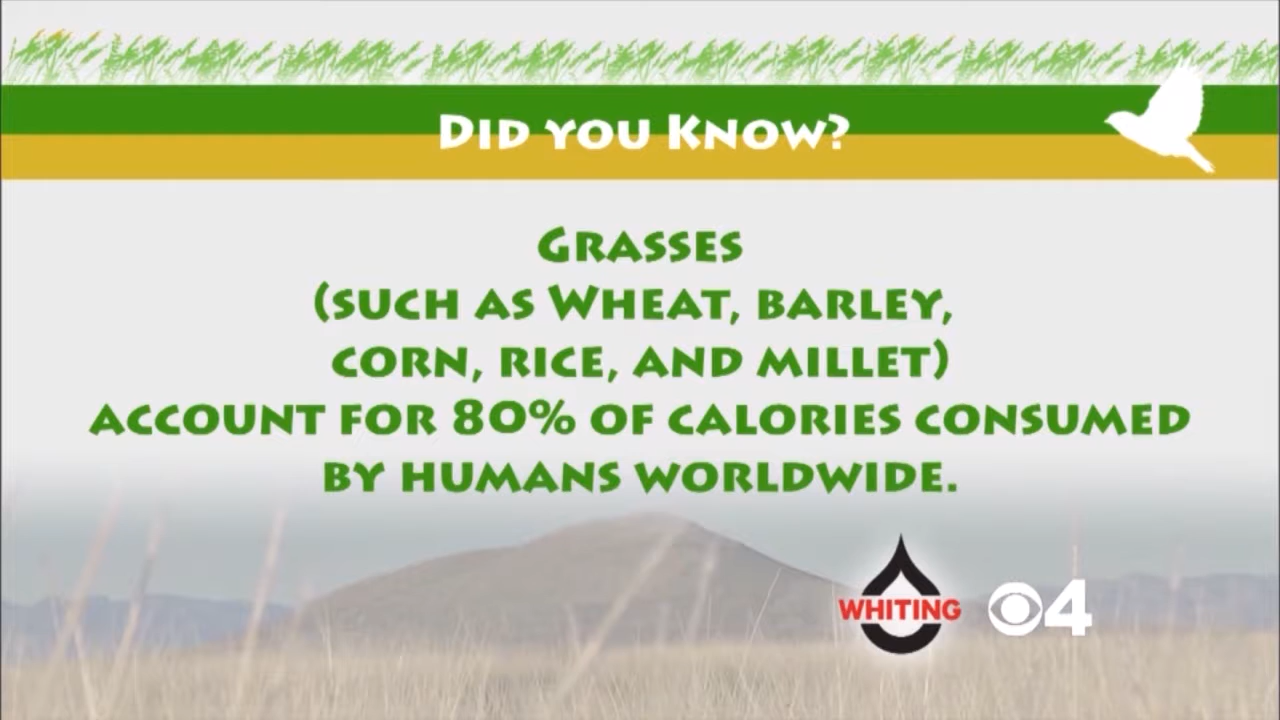 DID YOU KNOW?
GRASSES
(SUCH AS WHEAT, BARLEY,
CORN, RICE, AND MILLET)
ACCOUNT FOR 80% OF CALORIES CONSUMED
BY HUMANS WORLDWIDE.
WHITING
4